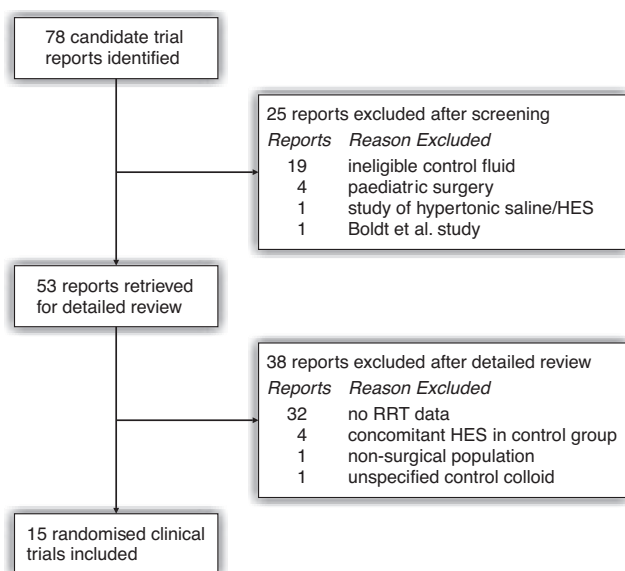 78 candidate trial
reports identified
25 reports excluded after screening
Reports Reason Excluded
19 ineligible control fluid
4 paediatric surgery
1 study of hypertonic saline/HES
1 Boldt et al. study
53 reports retrieved
for detailed review
38 reports excluded after detailed review
Reports Reason Excluded
32 no RRT data
4 concomitant HES in control group
1 non-surgical population
1 unspecified control colloid
15 randomised clinical
trials included